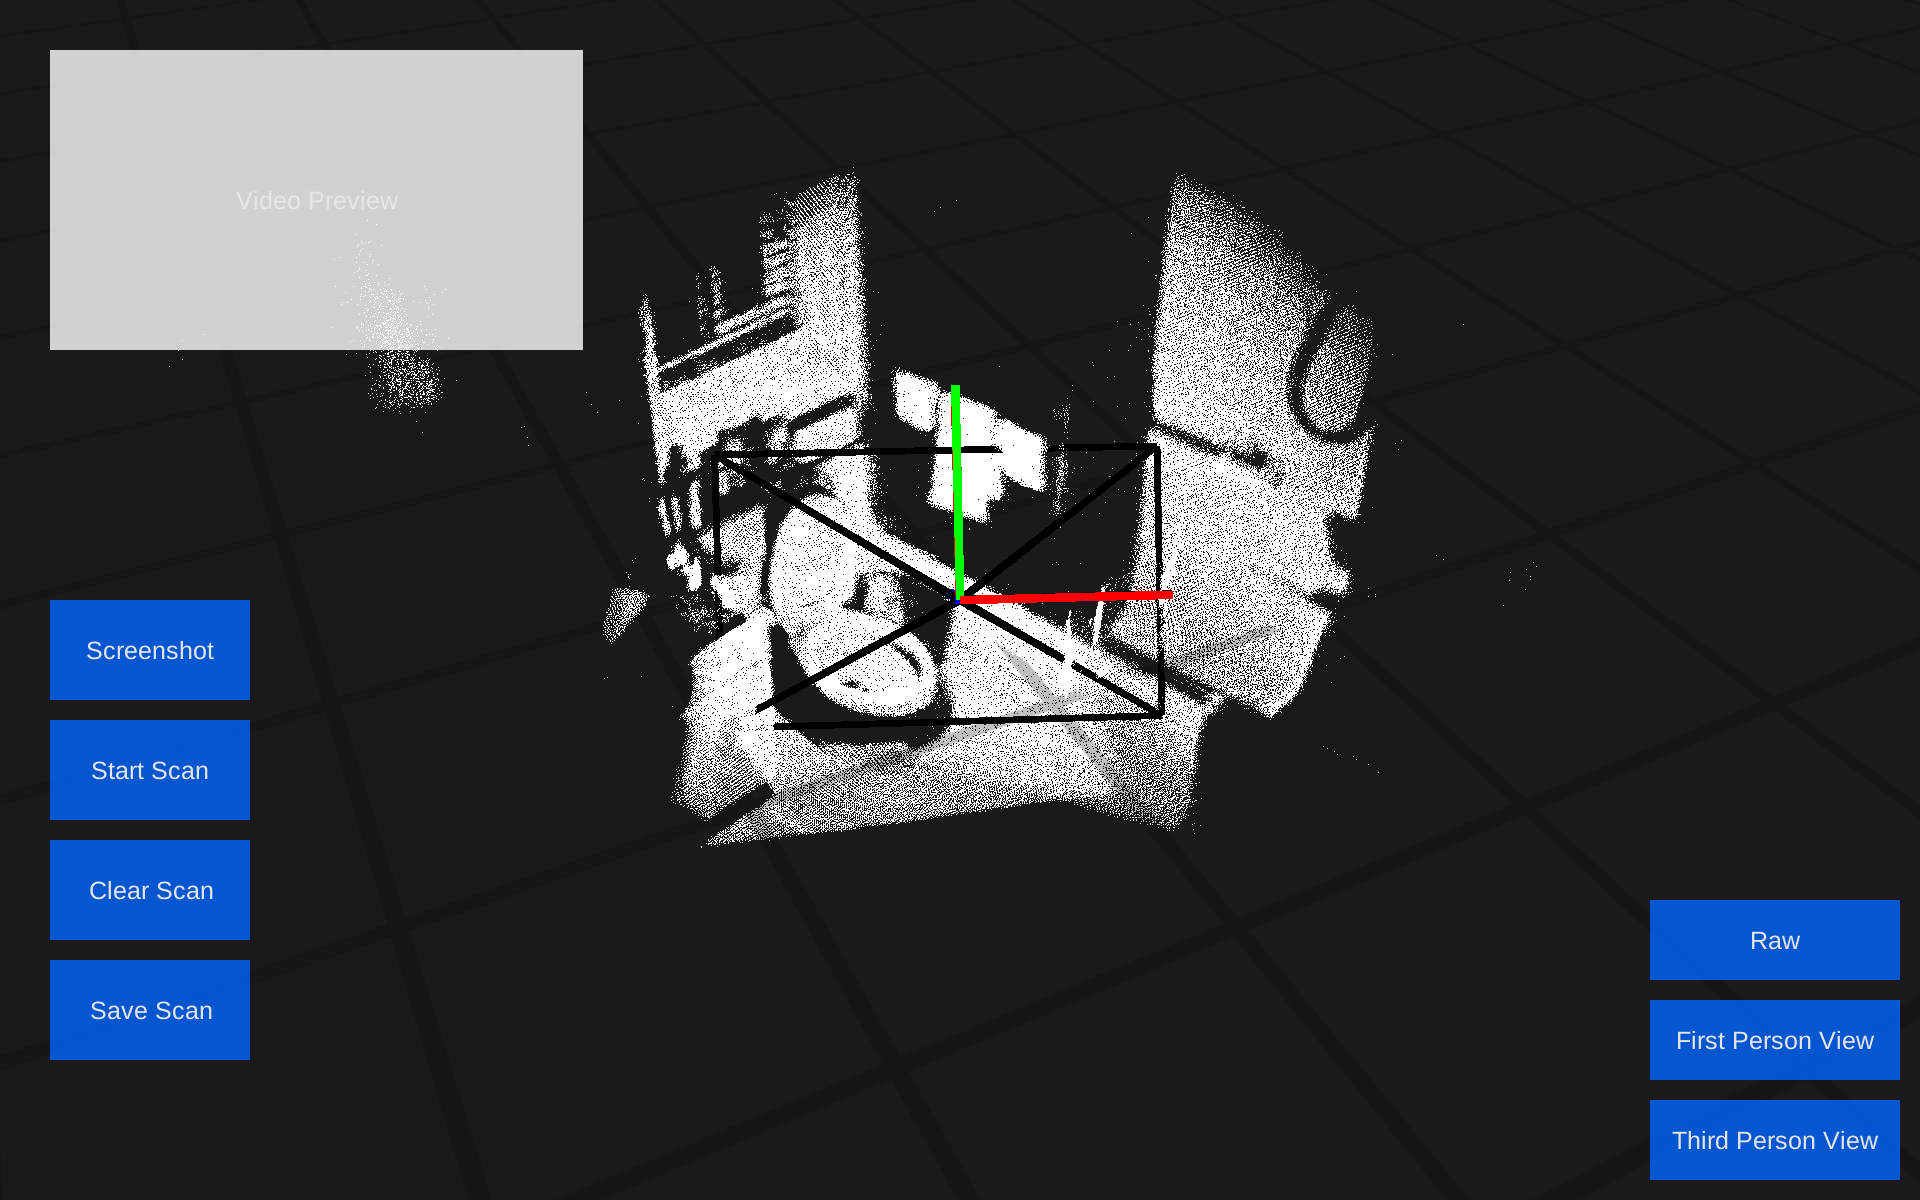 Video Preview
Screenshot
Start Scan
Clear Scan
Save Scan
Raw
First Person View
Third Person View